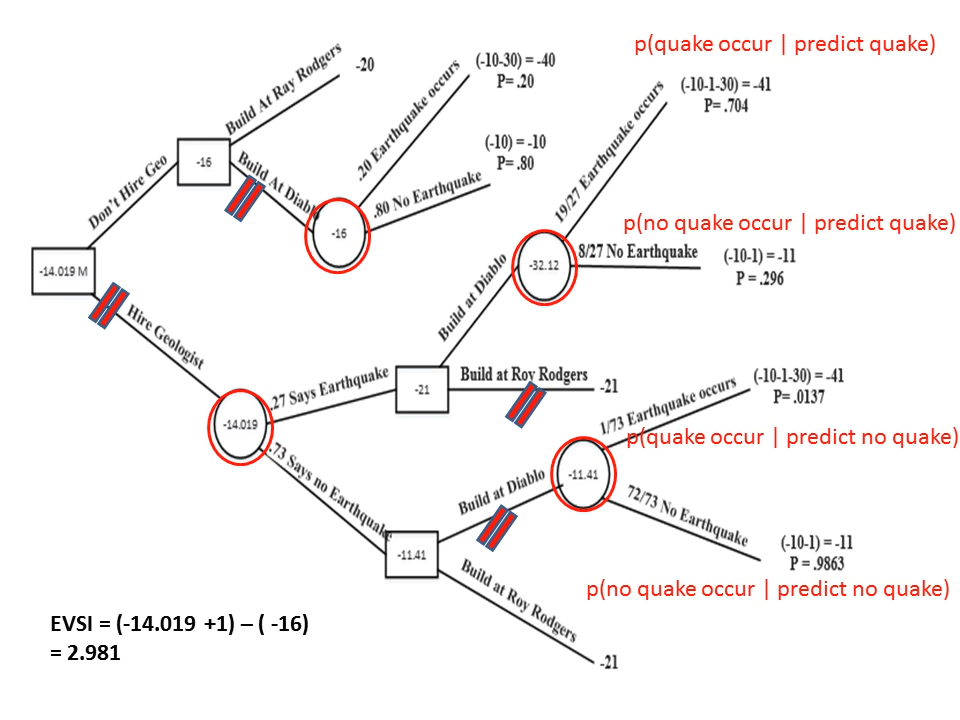 p(quake occur | predict quake)
Build At Ray Rodgers
-20
(-10-30) = -40
P= .20
.20 Earthquake occurs
(-10-1-30) = -41
P= .704
Don't Hire Geo
-16
Build At Diablo
(-10) = -10
P= .80
.80 No Earthquake
-16
19/27 Earthquake occurs
p(no quake occur | predict quake)
-14.019 M
-32.12
8/27 No Earthquake
(-10-1) = -11
P = .296
Hire Geologist
Build at Diablo
.27 Says Earthquake
-21
Build at Roy Rodgers
-21
(-10-1-30) = -41
P= .0137
1/73 Earthquake occurs
-14.019
p(quake occur | predict no quake)
.73 Says no Earthquake
Build at Diablo
-11.41
72/73 No Earthquake
-11.41
(-10-1) = -11
P = .9863
Build at Roy Rodgers
p(no quake occur | predict no quake)
-21
EVSI = (-14.019 +1) – ( -16)
= 2.981